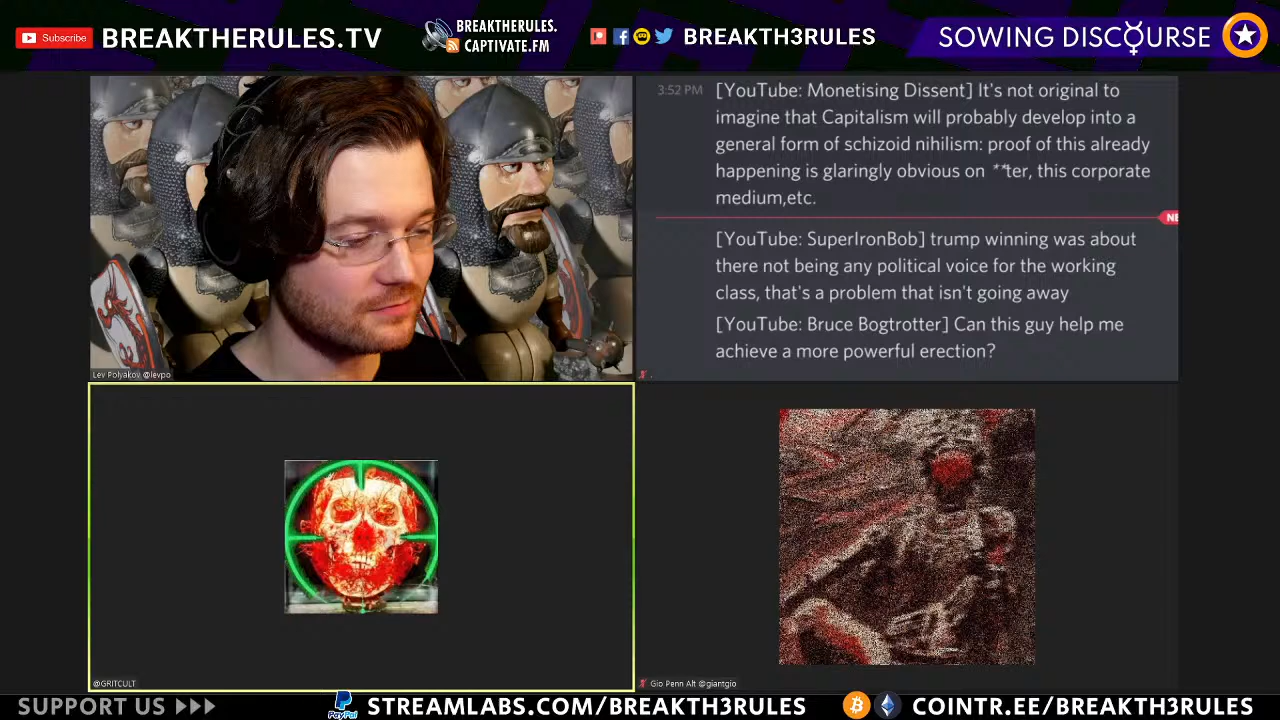 Subscribe BREAKTHERULES.TV
BREAKTHERULES.
CAPTIVATE.FM
BREAKTH3RULES
SOWING DISCOURSE
3:52 PM [YouTube: Monetising Dissent] It's not original to
imagine that Capitalism will probably develop into a
general form of schizoid nihilism: proof of this already
happening is glaringly obvious on **ter, this corporate
medium,etc.
NE
[YouTube: SuperIronBob] trump winning was about
there not being any political voice for the working
class, that's a problem that isn't going away
[YouTube: Bruce Bogtrotter] Can this guy help me
achieve a more powerful erection?
Lev Polyakov @levpo
.
@GRITCULT
Gio Penn Alt @giantgio
SUPPORT US >>>
PayPal
STREAMLABS.COM/BREAKTH3RULES
COINTR.EE/BREAKTH3RULES